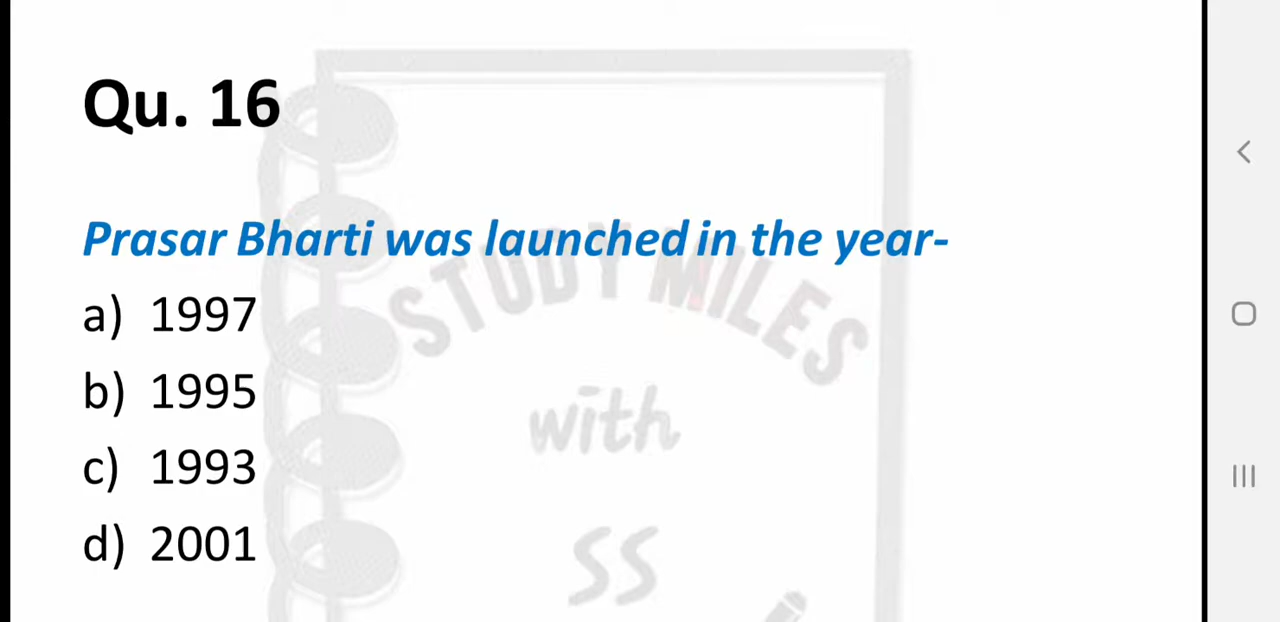 Qu. 16
Prasar Bharti was launched in the year-
a) 1997
b) 1995
c) 1993
d) 2001
STUDY MILES
with
SS